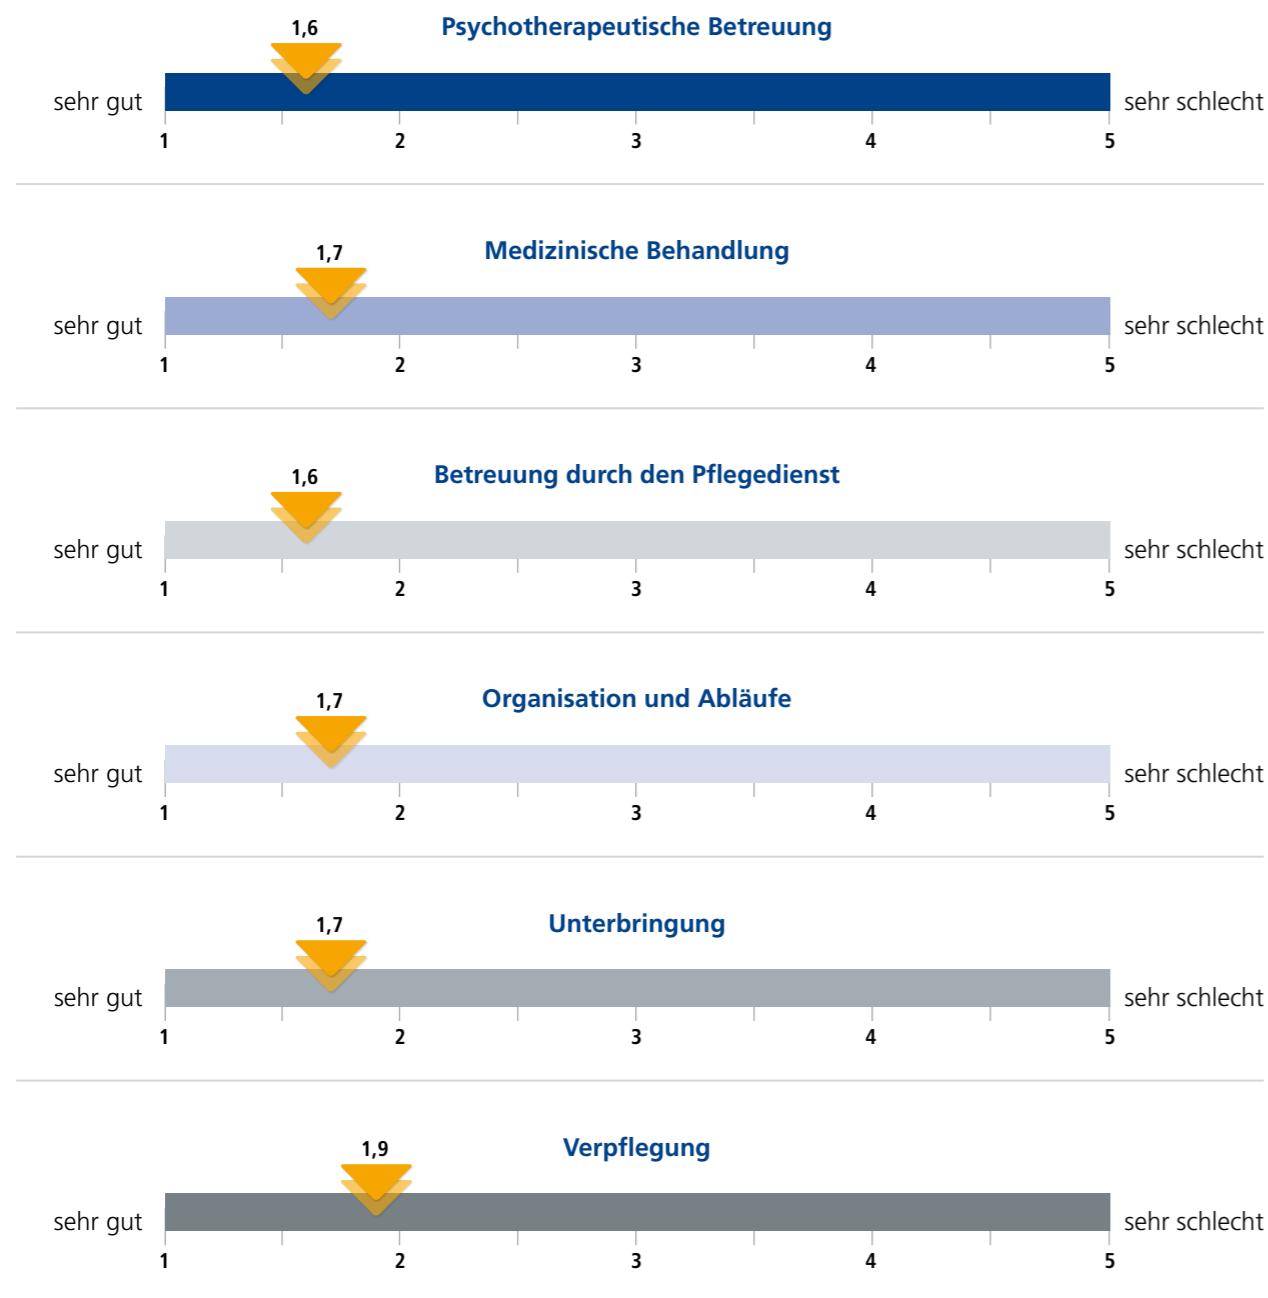 Psychotherapeutische Betreuung
1,6
sehr gut sehr schlecht
1 2 3 4 5
Medizinische Behandlung
1,7
sehr gut sehr schlecht
1 2 3 4 5
Betreuung durch den Pflegedienst
1,6
sehr gut sehr schlecht
1 2 3 4 5
Organisation und Abläufe
1,7
sehr gut sehr schlecht
1 2 3 4 5
Unterbringung
1,7
sehr gut sehr schlecht
1 2 3 4 5
Verpflegung
1,9
sehr gut sehr schlecht
1 2 3 4 5